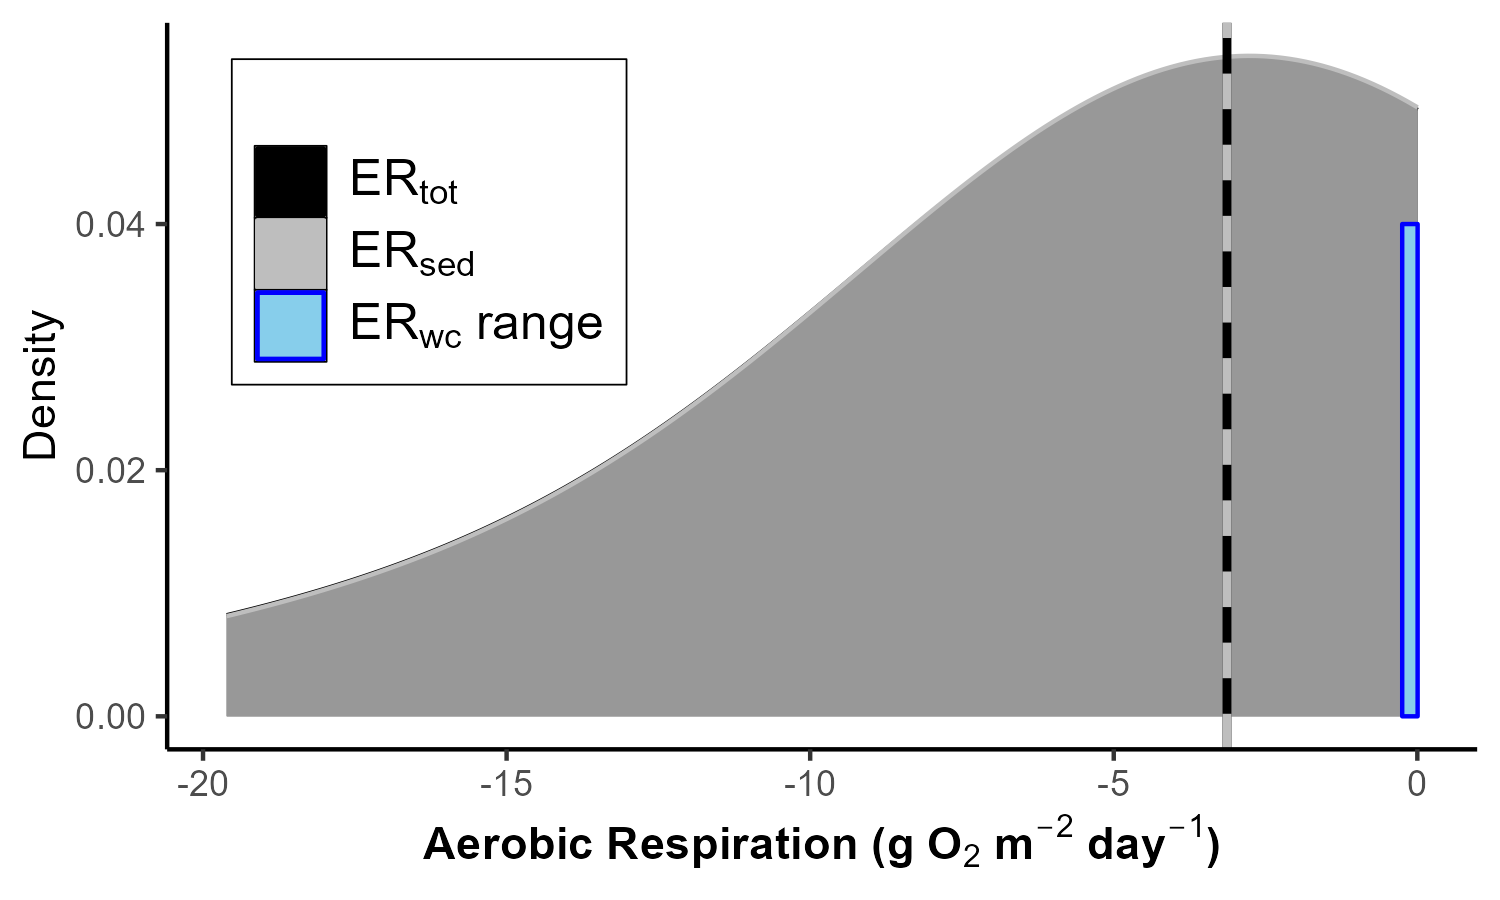 ERtot
ERsed
ERwc range
Density
0.04
0.02
0.00
-20
-15
-10
-5
0
Aerobic Respiration (g O₂ m⁻² day⁻¹)